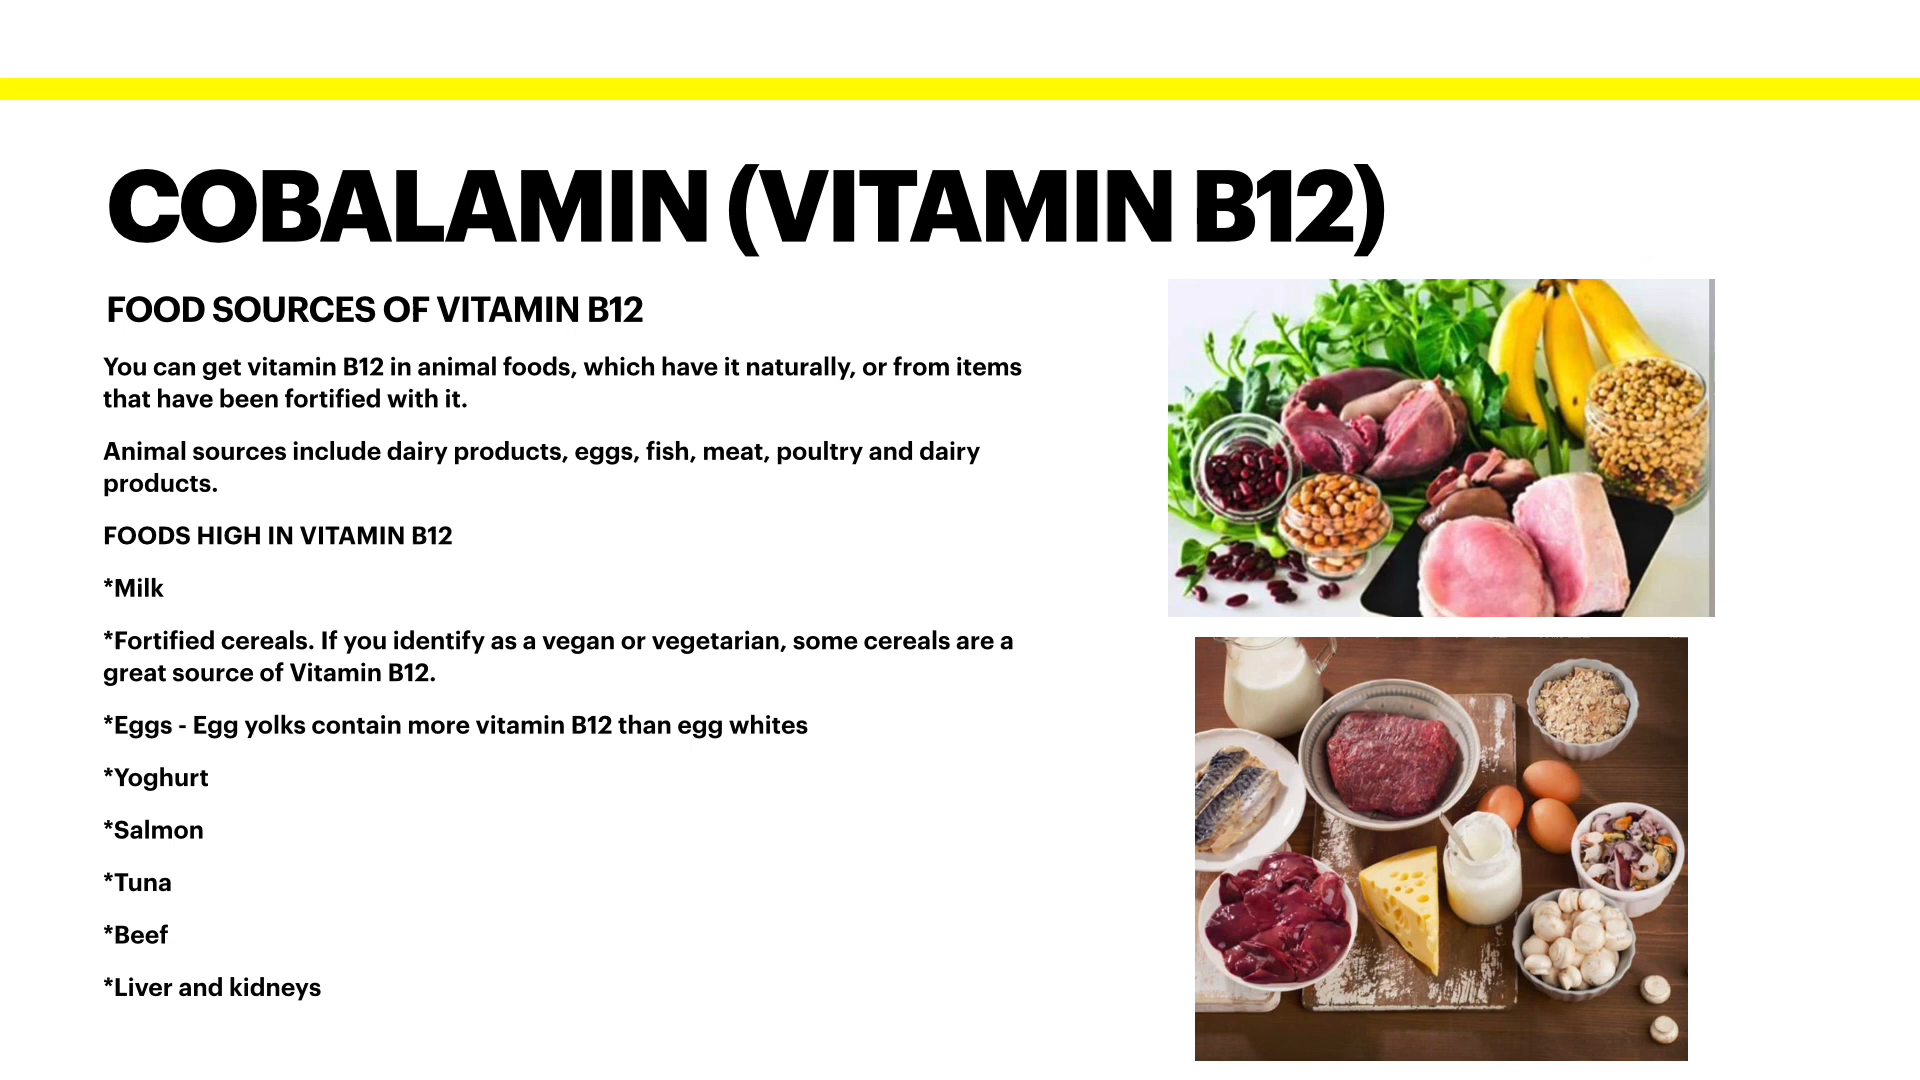 COBALAMIN (VITAMIN B12)
FOOD SOURCES OF VITAMIN B12
You can get vitamin B12 in animal foods, which have it naturally, or from items
that have been fortified with it.
Animal sources include dairy products, eggs, fish, meat, poultry and dairy
products.
FOODS HIGH IN VITAMIN B12
*Milk
*Fortified cereals. If you identify as a vegan or vegetarian, some cereals are a
great source of Vitamin B12.
*Eggs - Egg yolks contain more vitamin B12 than egg whites
*Yoghurt
*Salmon
*Tuna
*Beef
*Liver and kidneys